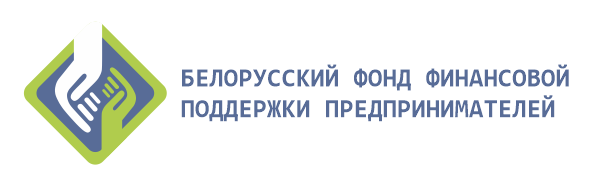 БЕЛОРУССКИЙ ФОНД ФИНАНСОВОЙ
ПОДДЕРЖКИ ПРЕДПРИНИМАТЕЛЕЙ